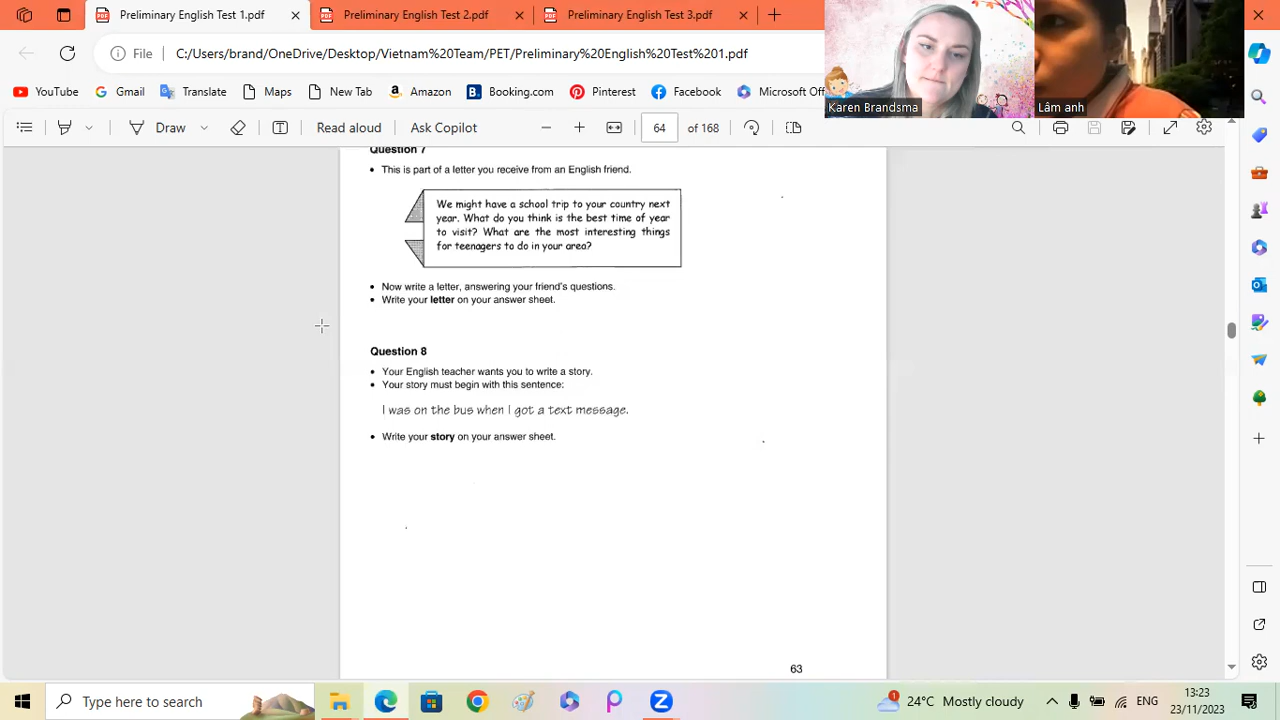 Preliminary English Test 1.pdf
Preliminary English Test 2.pdf
Preliminary English Test 3.pdf
File
C:/Users/brand/OneDrive/Desktop/Vietnam%20Team/PET/Preliminary%20English%20Test%201.pdf
YouTube
Gmail
Translate
Maps
New Tab
Amazon
Booking.com
Pinterest
Facebook
Microsoft Off
Karen Brandsma
Lâm anh
Draw
Read aloud
Ask Copilot
64 of 168
Question 7
• This is part of a letter you receive from an English friend.
We might have a school trip to your country next
year. What do you think is the best time of year
to visit? What are the most interesting things
for teenagers to do in your area?
• Now write a letter, answering your friend's questions.
• Write your letter on your answer sheet.
Question 8
• Your English teacher wants you to write a story.
• Your story must begin with this sentence:
I was on the bus when I got a text message.
• Write your story on your answer sheet.
63
Type here to search
1
24°C Mostly cloudy
ENG
13:23
23/11/2023